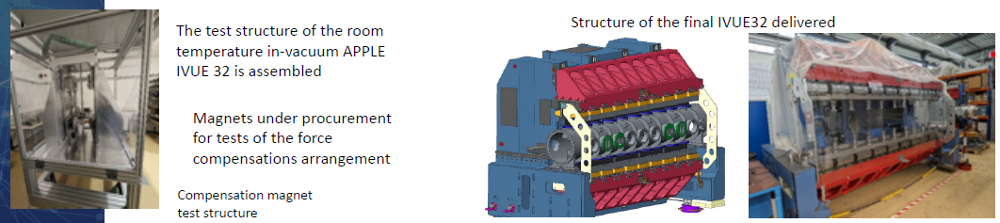 The test structure of the room
temperature in-vacuum APPLE
IVUE 32 is assembled
Magnets under procurement
for tests of the force
compensations arrangement
Compensation magnet
test structure
Structure of the final IVUE32 delivered